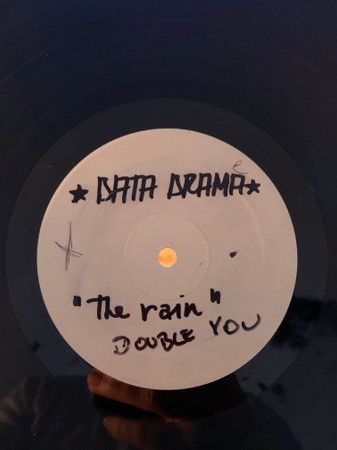 ★ DATA DRAMA ★
"The rain"
DOUBLE YOU